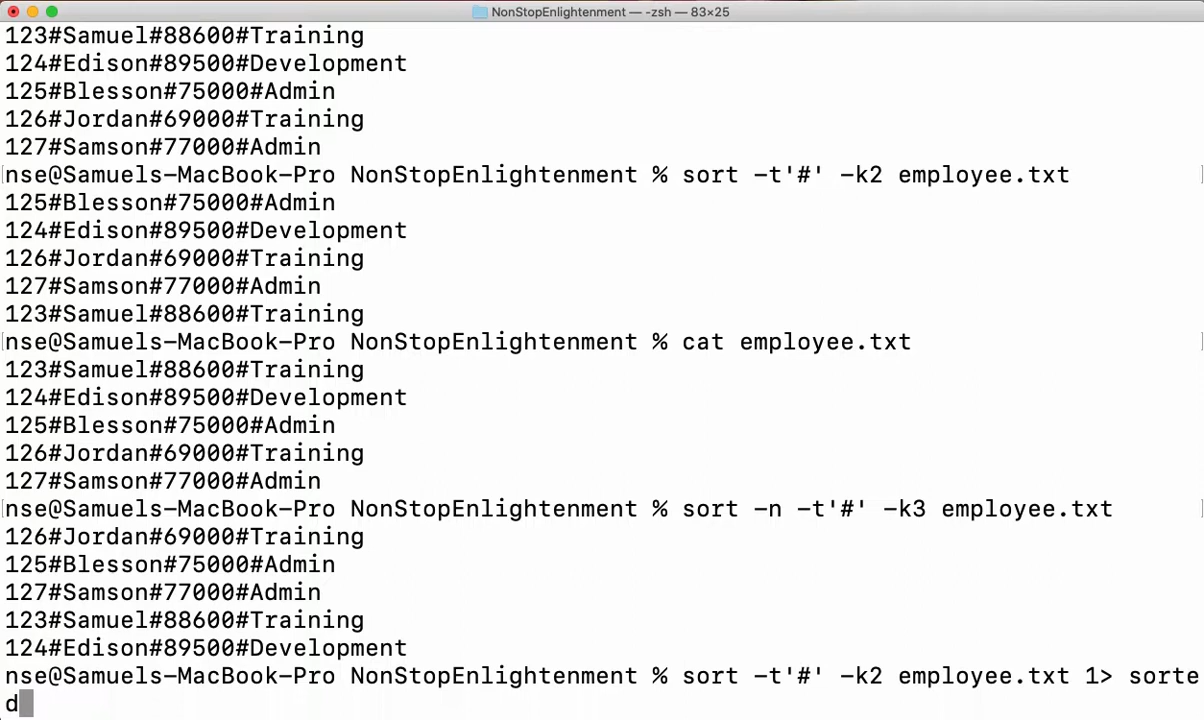 NonStopEnlightenment — -zsh — 83×25
123#Samuel#88600#Training
124#Edison#89500#Development
125#Blesson#75000#Admin
126#Jordan#69000#Training
127#Samson#77000#Admin
nse@Samuels-MacBook-Pro NonStopEnlightenment % sort -t'#' -k2 employee.txt
125#Blesson#75000#Admin
124#Edison#89500#Development
126#Jordan#69000#Training
127#Samson#77000#Admin
123#Samuel#88600#Training
nse@Samuels-MacBook-Pro NonStopEnlightenment % cat employee.txt
123#Samuel#88600#Training
124#Edison#89500#Development
125#Blesson#75000#Admin
126#Jordan#69000#Training
127#Samson#77000#Admin
nse@Samuels-MacBook-Pro NonStopEnlightenment % sort -n -t'#' -k3 employee.txt
126#Jordan#69000#Training
125#Blesson#75000#Admin
127#Samson#77000#Admin
123#Samuel#88600#Training
124#Edison#89500#Development
nse@Samuels-MacBook-Pro NonStopEnlightenment % sort -t'#' -k2 employee.txt 1> sorte
d